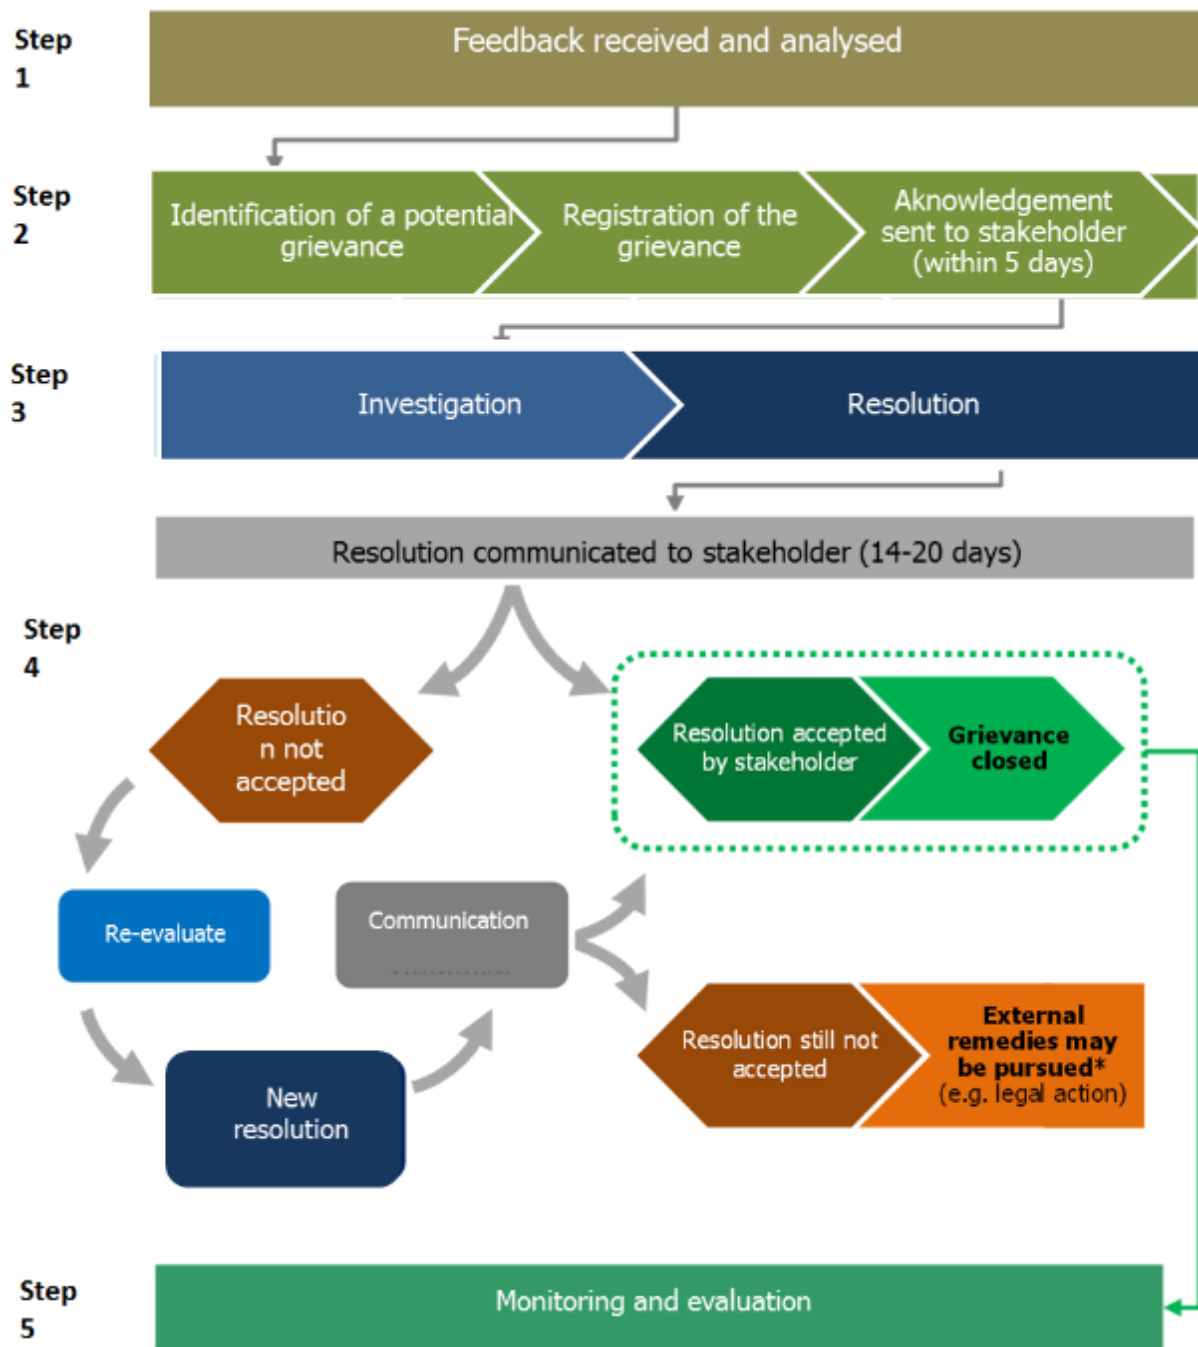 Step
1
Feedback received and analysed
Step
2
Identification of a potential
grievance
Registration of the
grievance
Aknowledgement
sent to stakeholder
(within 5 days)
Step
3
Investigation
Resolution
Resolution communicated to stakeholder (14-20 days)
Step
4
Resolutio
n not
accepted
Resolution accepted
by stakeholder
Grievance
closed
Re-evaluate
Communication
New
resolution
Resolution still not
accepted
External
remedies may
be pursued*
(e.g. legal action)
Step
5
Monitoring and evaluation